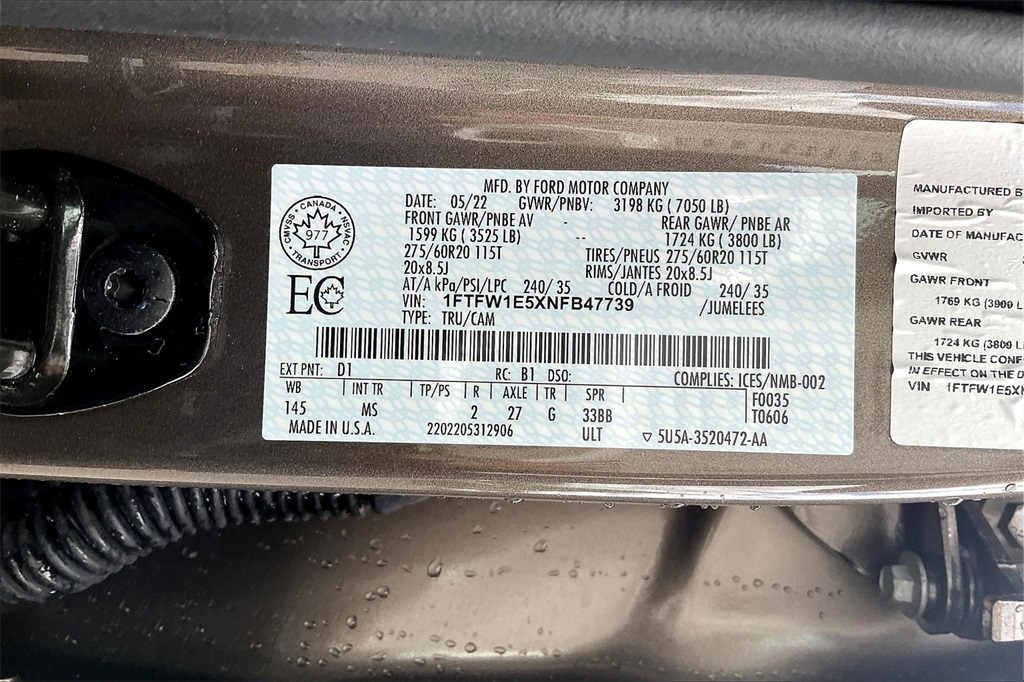 MFD. BY FORD MOTOR COMPANY
DATE: 05/22 GVWR/PNBV: 3198 KG ( 7050 LB)
FRONT GAWR/PNBE AV - REAR GAWR/ PNBE AR
1599 KG ( 3525 LB) -- 1724 KG ( 3800 LB)
275/60R20 115T TIRES/PNEUS 275/60R20 115T
20x8.5J RIMS/JANTES 20x8.5J
AT/A kPa/PSI/LPC 240/ 35 COLD/A FROID 240/ 35
VIN: 1FTFW1E5XNFB47739 /JUMELEES
TYPE: TRU/CAM
CMVSS · CANADA · NSVAC
977
TRANSPORT
EC
EXT PNT: D1 RC: B1 DSO: COMPLIES: ICES/NMB-002
WB INT TR TP/PS R AXLE TR SPR F0035
145 MS 2 27 G 33BB T0606
MADE IN U.S.A. 2202205312906 ULT 5U5A-3520472-AA
MANUFACTURED B
IMPORTED BY
DATE OF MANUFAC
GVWR
GAWR FRONT
1769 KG (3909 L
GAWR REAR
1724 KG (3809 L
THIS VEHICLE CONF
IN EFFECT ON THE D
VIN 1FTFW1E5X